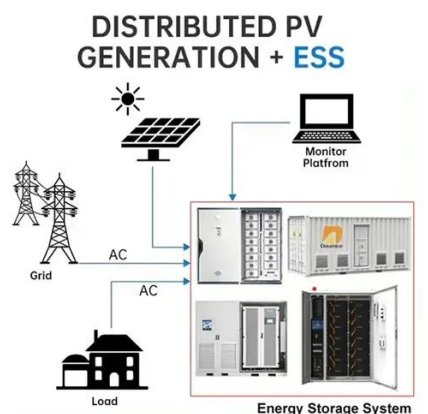 DISTRIBUTED PV
GENERATION + ESS
Monitor
Platfrom
Grid
AC
AC
Load
Energy Storage System